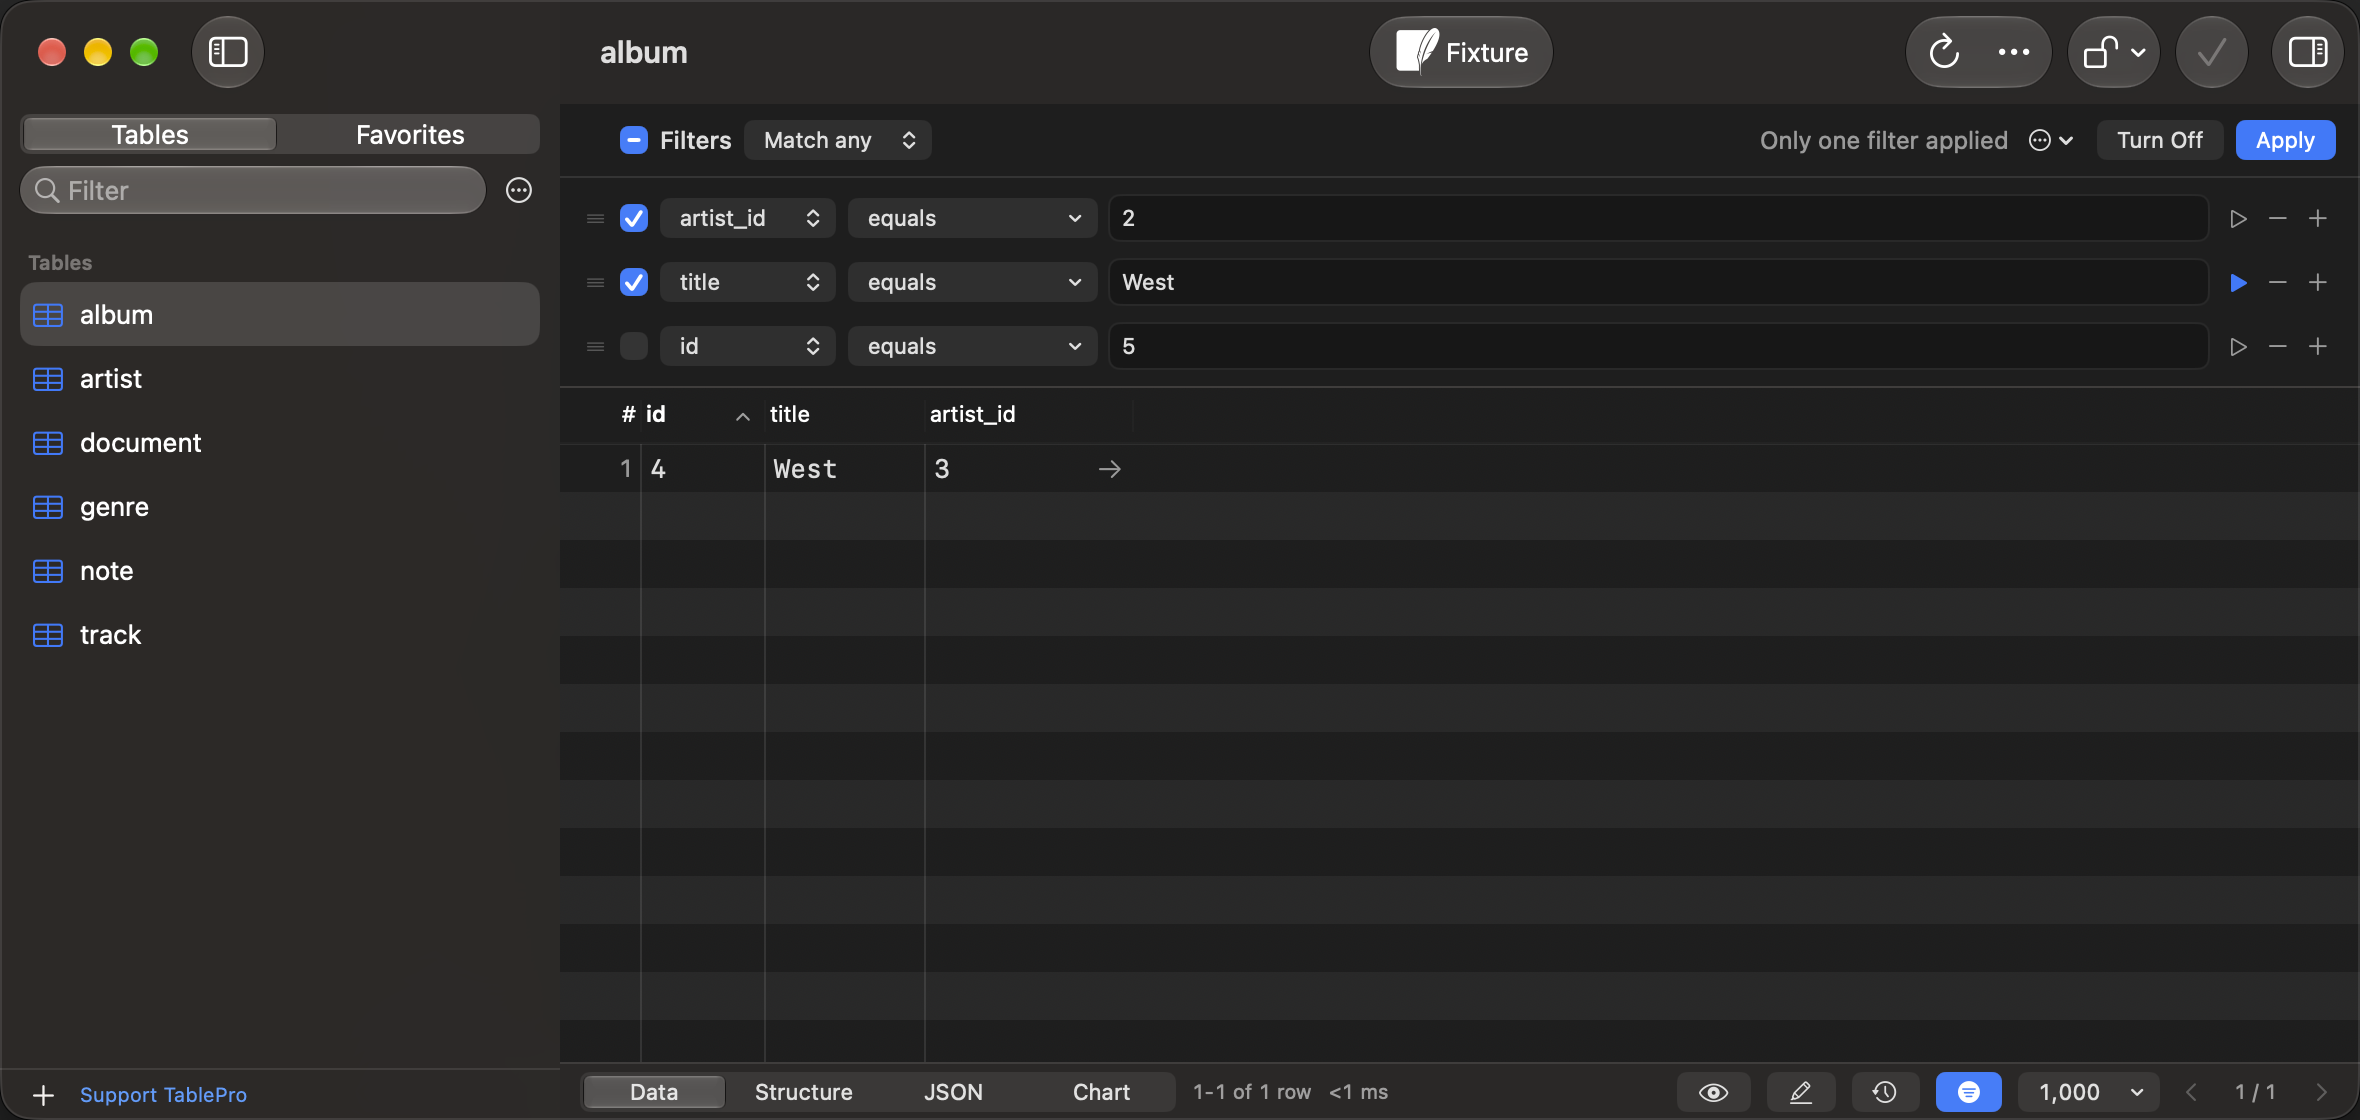 album
Fixture
Tables
Favorites
Filter
Tables
album
artist
document
genre
note
track
Support TablePro
Filters
Match any
Only one filter applied
Turn Off
Apply
artist_id
equals
2
title
equals
West
id
equals
5
# id title artist_id
1 4 West 3
Data
Structure
JSON
Chart
1-1 of 1 row <1 ms
1,000
1 / 1